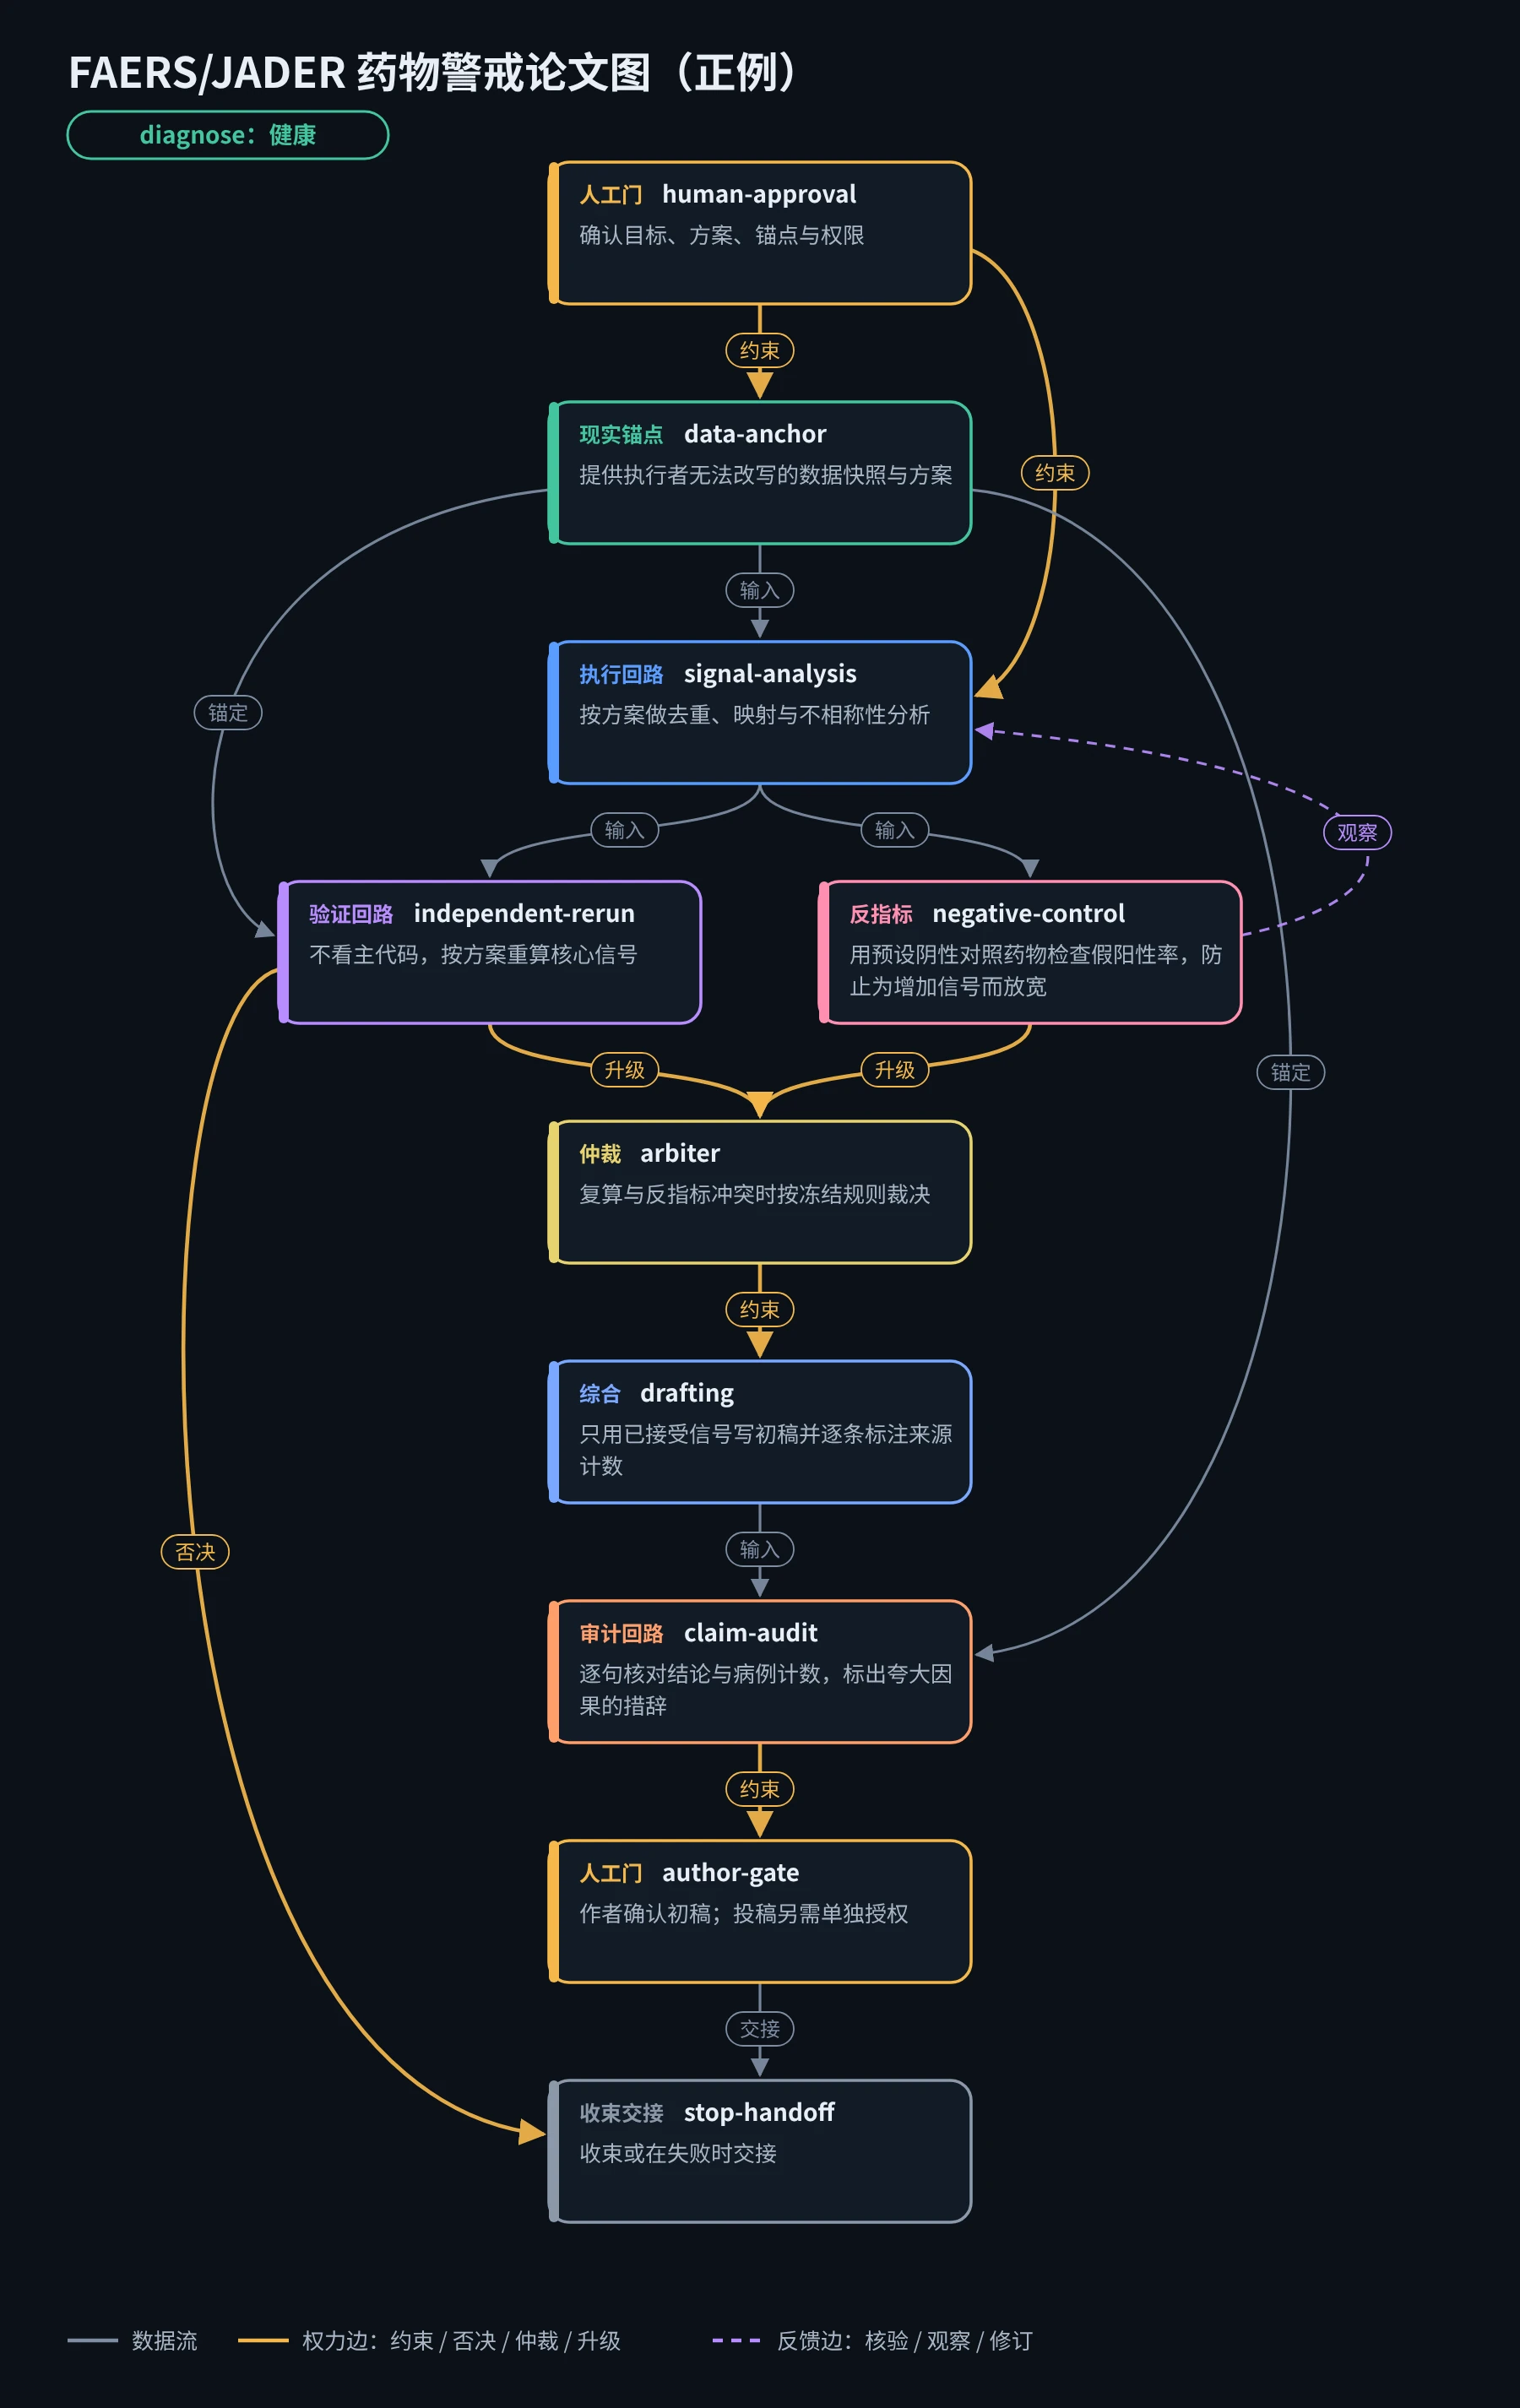 FAERS/JADER 药物警戒论文图（正例）
diagnose：健康
人工门 human-approval
确认目标、方案、锚点与权限
约束
现实锚点 data-anchor
提供执行者无法改写的数据快照与方案
约束
输入
执行回路 signal-analysis
按方案做去重、映射与不相称性分析
锚定
观察
输入
输入
验证回路 independent-rerun
不看主代码，按方案重算核心信号
反指标 negative-control
用预设阴性对照药物检查假阳性率，防
止为增加信号而放宽
升级
升级
锚定
仲裁 arbiter
复算与反指标冲突时按冻结规则裁决
约束
综合 drafting
只用已接受信号写初稿并逐条标注来源
计数
输入
否决
审计回路 claim-audit
逐句核对结论与病例计数，标出夸大因
果的措辞
约束
人工门 author-gate
作者确认初稿；投稿另需单独授权
交接
收束交接 stop-handoff
收束或在失败时交接
数据流
权力边：约束 / 否决 / 仲裁 / 升级
反馈边：核验 / 观察 / 修订